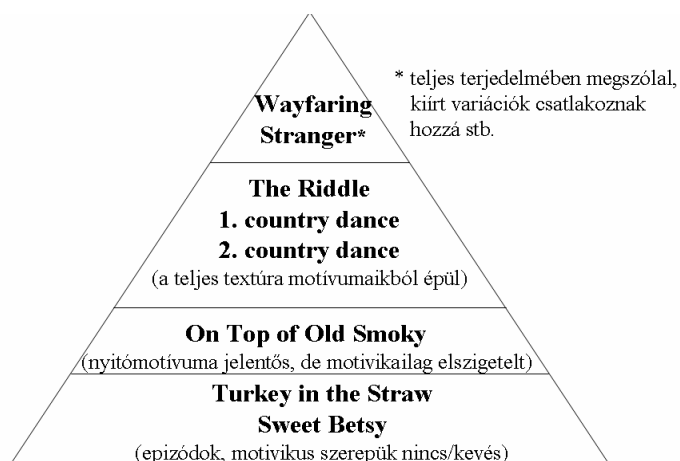 Wayfaring
Stranger*
* teljes terjedelmében megszólal,
kiírt variációk csatlakoznak
hozzá stb.
The Riddle
1. country dance
2. country dance
(a teljes textúra motívumaikból épül)
On Top of Old Smoky
(nyitómotívuma jelentős, de motivikailag elszigetelt)
Turkey in the Straw
Sweet Betsy
(epizódok, motivikus szerepük nincs/kevés)